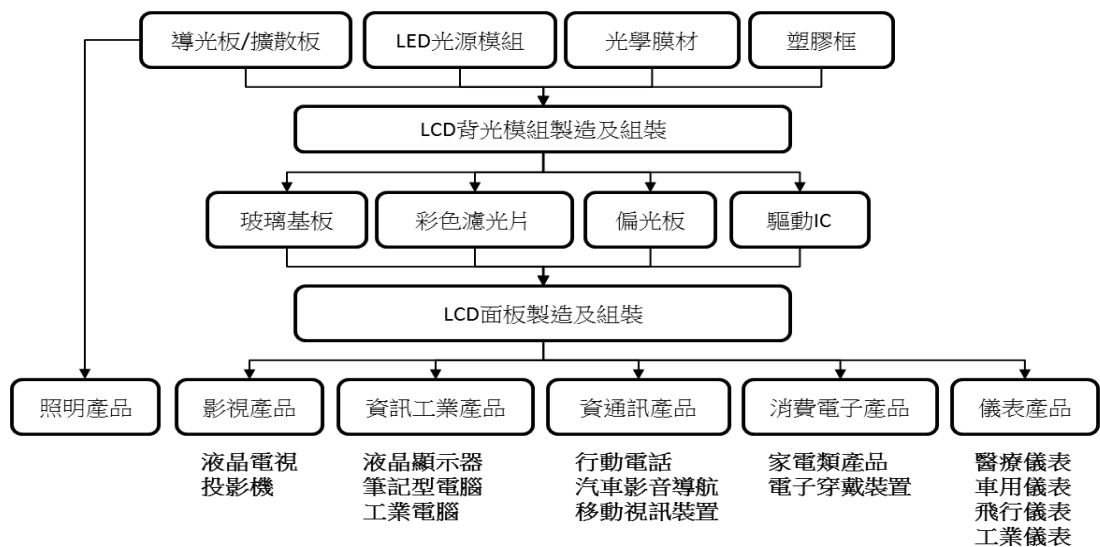 導光板/擴散板
LED光源模組
光學膜材
塑膠框
LCD背光模組製造及組裝
玻璃基板
彩色濾光片
偏光板
驅動IC
LCD面板製造及組裝
照明產品
影視產品
資訊工業產品
資通訊產品
消費電子產品
儀表產品
液晶電視
投影機
液晶顯示器
筆記型電腦
工業電腦
行動電話
汽車影音導航
移動視訊裝置
家電類產品
電子穿戴裝置
醫療儀表
車用儀表
飛行儀表
工業儀表